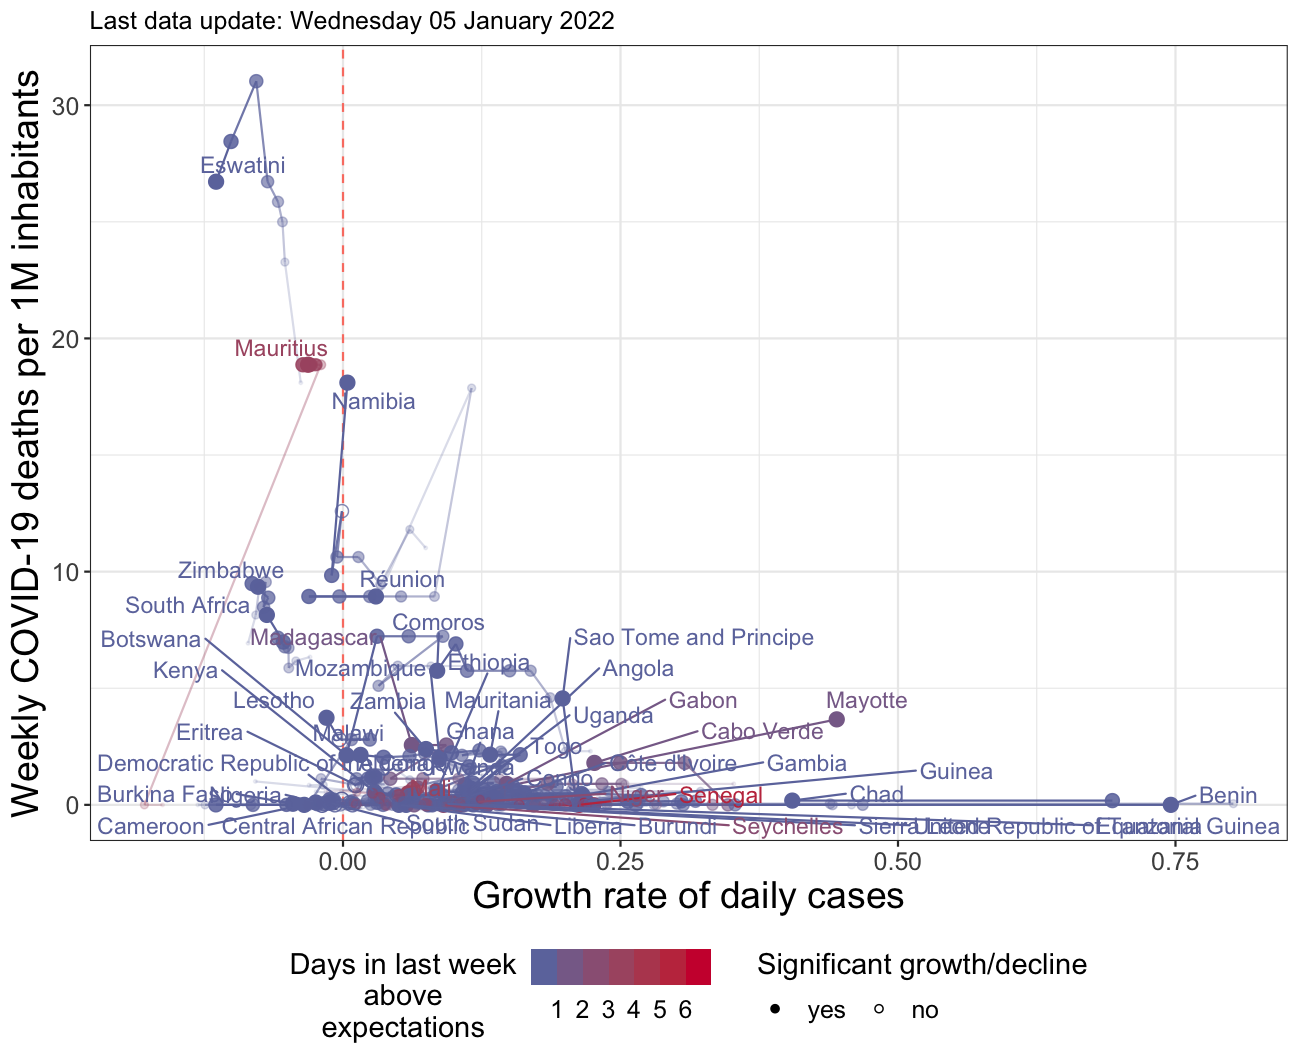 Last data update: Wednesday 05 January 2022
Weekly COVID-19 deaths per 1M inhabitants
30
20
10
0
Eswatini
Mauritius
Namibia
Zimbabwe
Réunion
South Africa
Comoros
Botswana
Madagascar
Sao Tome and Principe
Kenya
Mozambique
Ethiopia
Angola
Lesotho
Zambia
Mauritania
Gabon
Mayotte
Uganda
Eritrea
Malawi
Ghana
Cabo Verde
Togo
Democratic Republic of the Congo
Rwanda
Côte d'Ivoire
Gambia
Guinea
Congo
Burkina Faso
Nigeria
Mali
Niger
Senegal
Chad
Benin
Cameroon
Central African Republic
South Sudan
Liberia
Burundi
Seychelles
Sierra Leone
United Republic of Tanzania
Equatorial Guinea
0.00 0.25 0.50 0.75
Growth rate of daily cases
Days in last week
above
expectations
1 2 3 4 5 6
Significant growth/decline
yes no